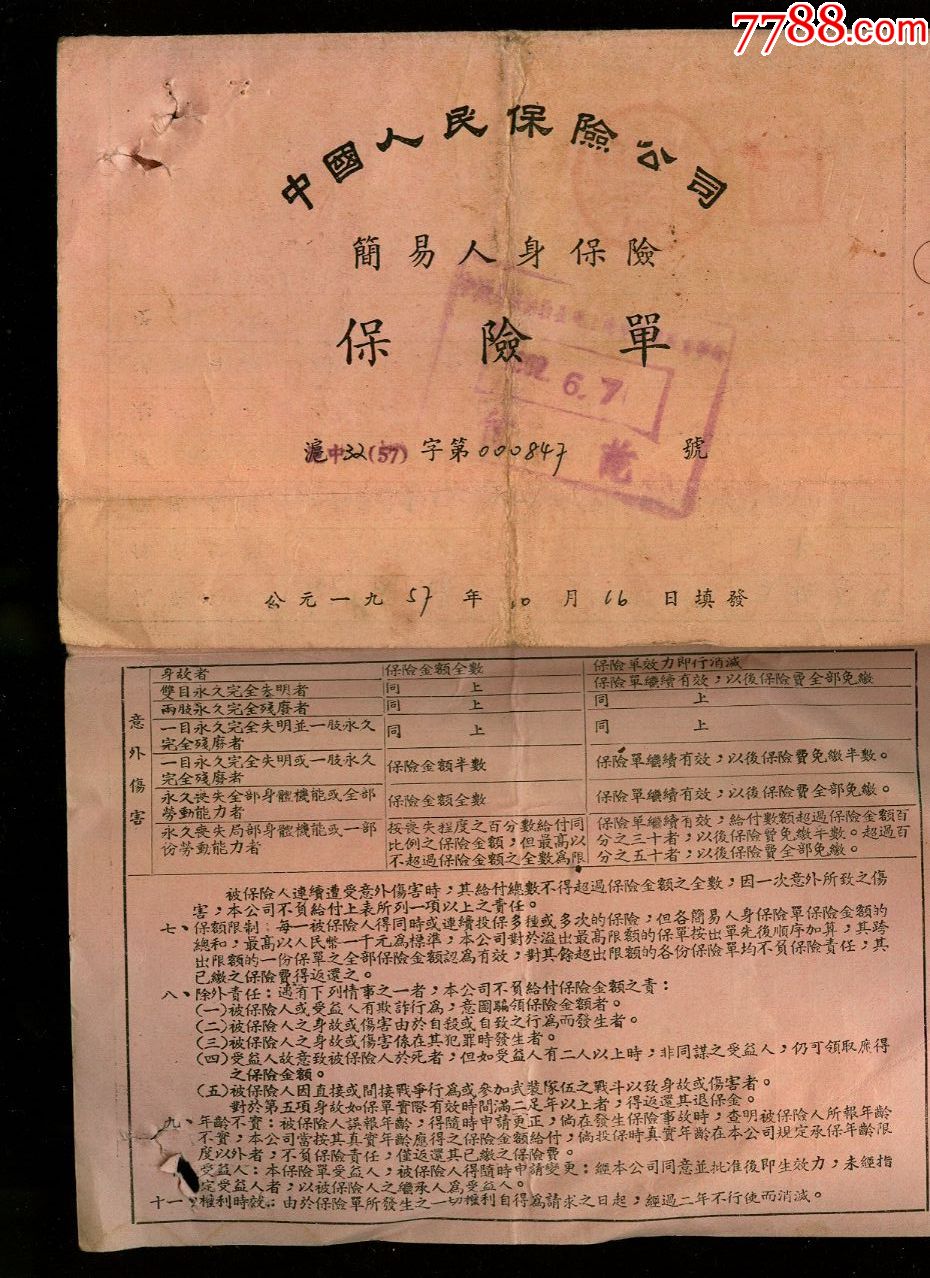 7788.com
中國人民保險公司
簡易人身保險
保險單
6.7
滬中32(57)字第000847 號
公元一九57年10月16日填發
意外傷害
身故者 保險金額全數 保險單效力即行消滅
雙目永久完全失明者 同上 保險單繼續有效,以後保險費全部免繳
兩肢永久完全殘廢者 同上 同上
一目永久完全失明並一肢永久完全殘廢者 同上 同上
一目永久完全失明或一肢永久完全殘廢者 保險金額半數 保險單繼續有效,以後保險費免繳半數。
永久喪失全部身體機能或全部勞動能力者 保險金額全數 保險單繼續有效,以後保險費全部免繳。
永久喪失局部身體機能或一部份勞動能力者 按喪失程度之百分數給付同比例之保險金額,但最高以不超過保險金額之全數為限 保險單繼續有效,給付數額超過保險金額百分之三十者,以後保險費免繳半數。超過百分之五十者,以後保險費全部免繳。
被保險人連續遭受意外傷害時,其給付總數不得超過保險金額之全數,因一次意外所致之傷
害,本公司不負給付上表所列一項以上之責任。
七、保額限制:每一被保險人得同時或連續投保多種或多次的保險,但各簡易人身保險單保險金額的
總和,最高以人民幣一千元為標準,本公司對於溢出最高限額的保單按出單先後順序加算,其跨
出限額的一份保單之全部保險金額認為有效,對其餘超出限額的各份保險單均不負保險責任,其
已繳之保險費得返還之。
八、除外責任:遇有下列情事之一者,本公司不負給付保險金額之責:
(一)被保險人或受益人有欺詐行為,意圖騙領保險金額者。
(二)被保險人之身故或傷害由於自殺或自致之行為而發生者。
(三)被保險人之身故或傷害係在其犯罪時發生者。
(四)受益人故意致被保險人於死者,但如受益人有二人以上時,非同謀之受益人,仍可領取應得
之保險金額。
(五)被保險人因直接或間接戰爭行為或參加武裝隊伍之戰斗以致身故或傷害者。
對於第五項身故如保單實際有效時間滿二足年以上者,得返還其退保金。
九、年齡不實:被保險人誤報年齡,得隨時申請更正,倘在發生保險事故時,查明被保險人所報年齡
不實,本公司當按其真實年齡應得之保險金額給付,倘投保時真實年齡在本公司規定承保年齡限
度以外者,不負保險責任,僅返還其已繳之保險費。
受益人:本保險單受益人,被保險人得隨時申請變更:經本公司同意並批准後即生效力,未經指
定受益人者,以被保險人之繼承人為受益人。
十一、權利時效:由於保險單所發生之一切權利自得為請求之日起,經過二年不行使而消滅。